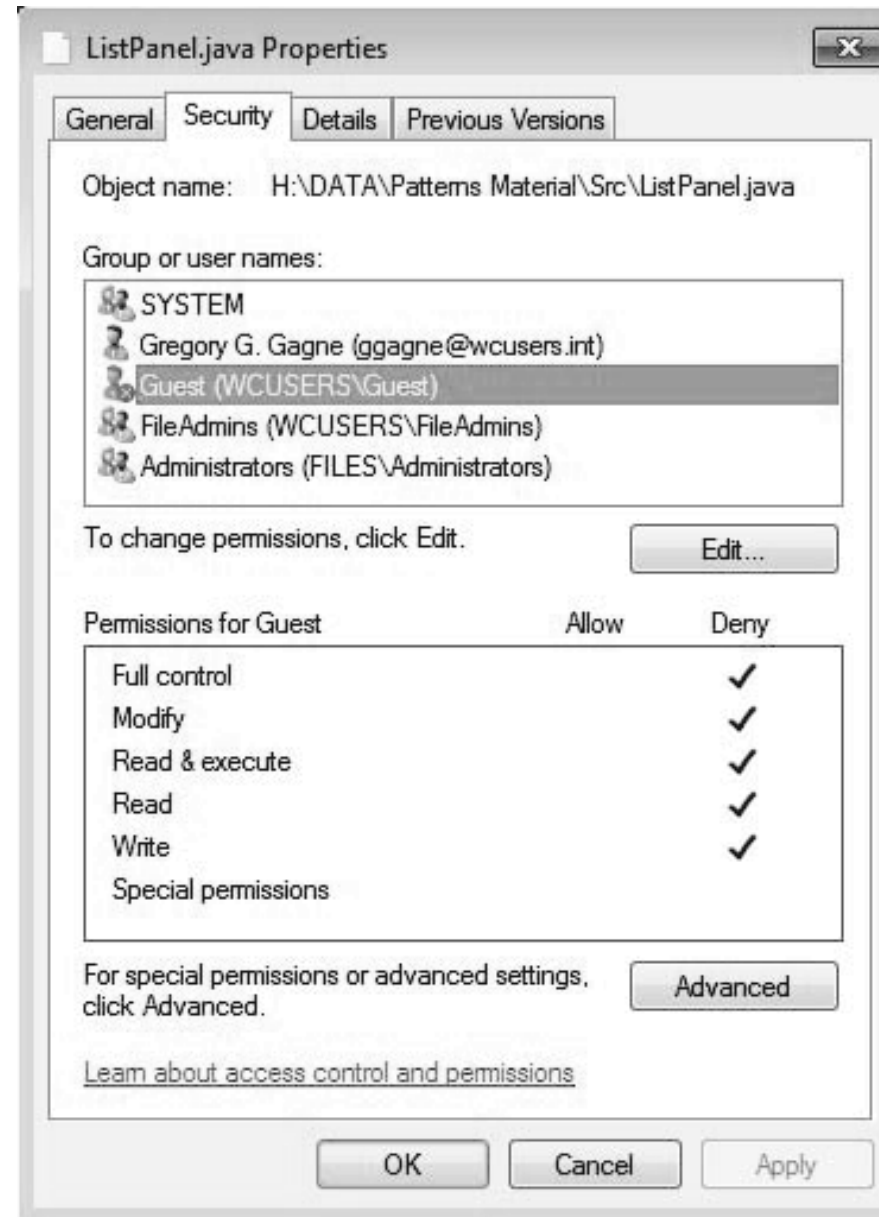 ListPanel.java Properties
General Security Details Previous Versions
Object name: H:\DATA\Patterns Material\Src\ListPanel.java
Group or user names:
SYSTEM
Gregory G. Gagne (ggagne@wcusers.int)
Guest (WCUSERS\Guest)
FileAdmins (WCUSERS\FileAdmins)
Administrators (FILES\Administrators)
To change permissions, click Edit. Edit...
Permissions for Guest Allow Deny
Full control
Modify
Read & execute
Read
Write
Special permissions
For special permissions or advanced settings, Advanced
click Advanced.
Learn about access control and permissions
OK Cancel Apply